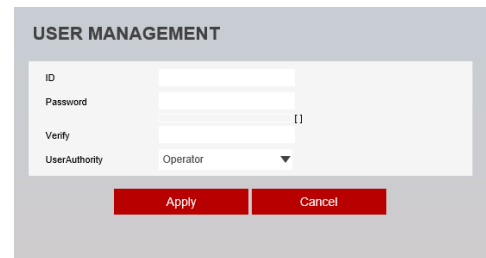 USER MANAGEMENT
ID
Password
[ ]
Verify
UserAuthority Operator
Apply Cancel